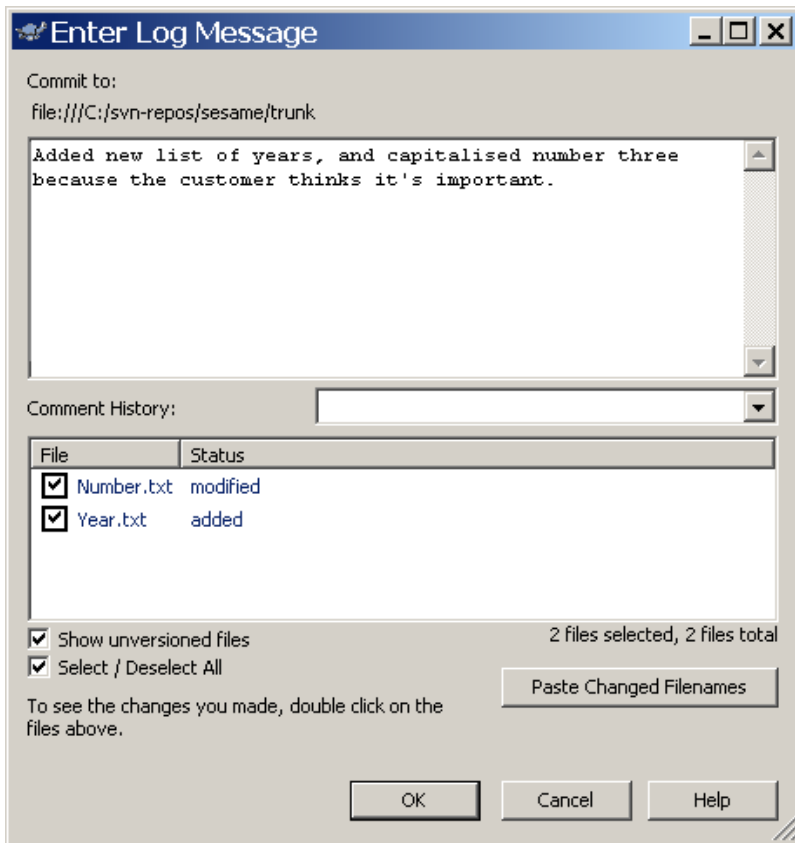 Enter Log Message
Commit to:
file:///C:/svn-repos/sesame/trunk
Added new list of years, and capitalised number three
because the customer thinks it's important.
Comment History:
File Status
Number.txt modified
Year.txt added
Show unversioned files
2 files selected, 2 files total
Select / Deselect All
Paste Changed Filenames
To see the changes you made, double click on the
files above.
OK Cancel Help